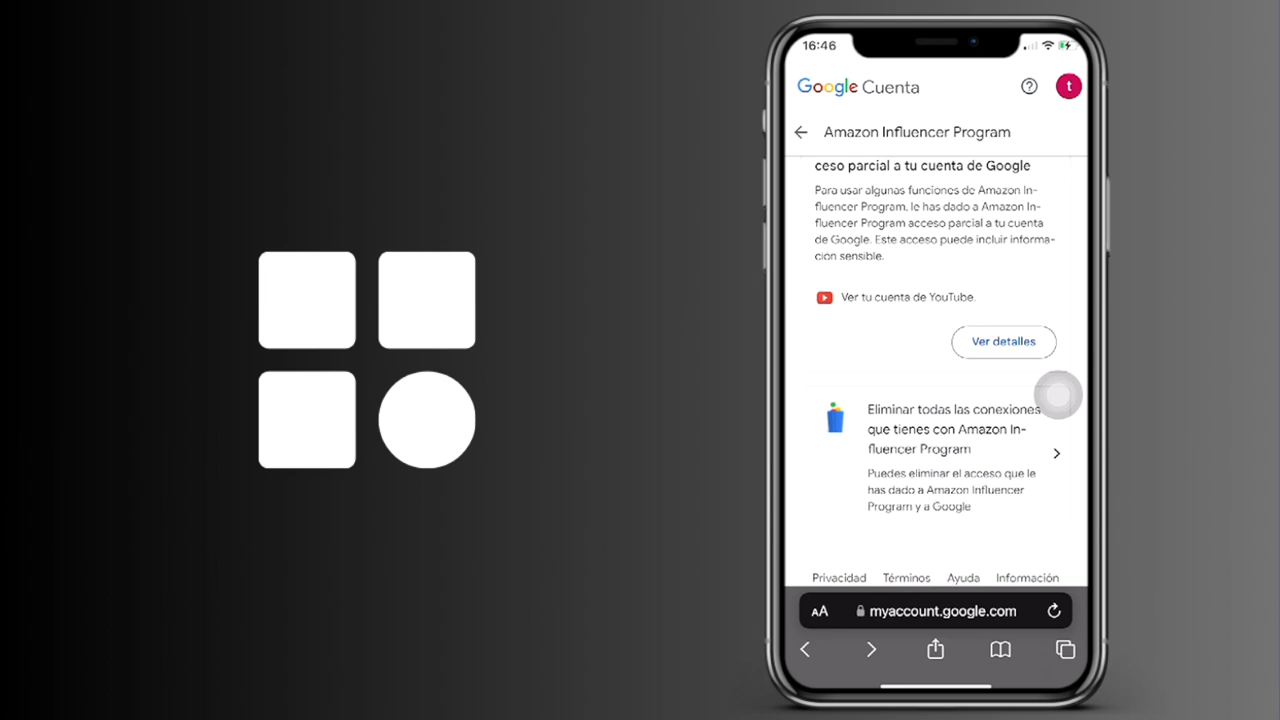 16:46
Google Cuenta
t
Amazon Influencer Program
ceso parcial a tu cuenta de Google
Para usar algunas funciones de Amazon In-
fluencer Program, le has dado a Amazon In-
fluencer Program acceso parcial a tu cuenta
de Google. Este acceso puede incluir informa-
ción sensible.
Ver tu cuenta de YouTube.
Ver detalles
Eliminar todas las conexiones
que tienes con Amazon In-
fluencer Program
Puedes eliminar el acceso que le
has dado a Amazon Influencer
Program y a Google
Privacidad Términos Ayuda Información
AA myaccount.google.com